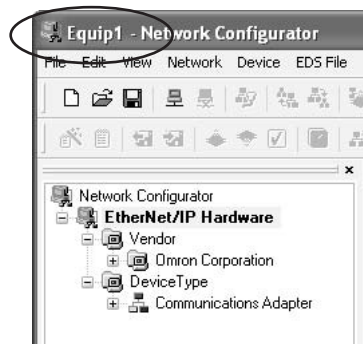 Equip1 - Network Configurator
File Edit View Network Device EDS File
Network Configurator
EtherNet/IP Hardware
Vendor
Omron Corporation
DeviceType
Communications Adapter